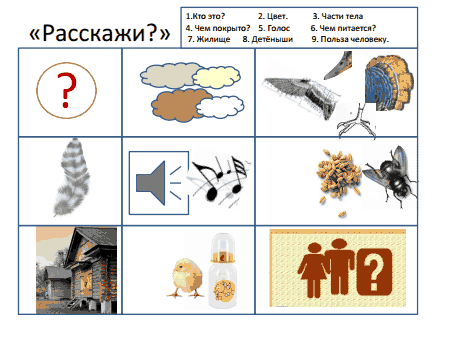 «Расскажи?»
1.Кто это? 2. Цвет. 3. Части тела
4. Чем покрыто? 5. Голос 6. Чем питается?
7. Жилище 8. Детёныши 9. Польза человеку.
?
?